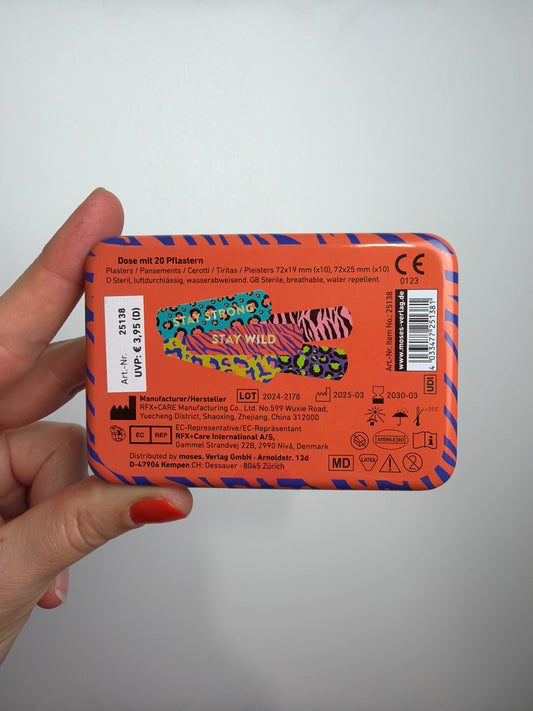 Dose mit 20 Pflastern
Plasters / Pansements / Cerotti / Tiritas / Pleisters 72x19 mm (x10), 72x25 mm (x10)
D Steril, luftdurchlässig, wasserabweisend. GB Sterile, breathable, water repellent.
CE
0123
STAY STRONG
STAY WILD
Art.-Nr. 25138
UVP: € 3,95 (D)
Art.-Nr. Item No.: 25138
www.moses-verlag.de
4 033477 251381
UDI
Manufacturer/Hersteller
RFX+CARE Manufacturing Co., Ltd. No.599 Wuxie Road,
Yuecheng District, Shaoxing, Zhejiang, China 312000
LOT 2024-2178
2025-03
2030-03
+25°C
EC REP
EC-Representative/EC-Repräsentant
RFX+Care International A/S,
Gammel Strandvej 22B, 2990 Nivå, Denmark
STERILE EO
Distributed by moses. Verlag GmbH · Arnoldstr. 13d
D-47906 Kempen CH: Dessauer · 8045 Zürich
MD
LATEX